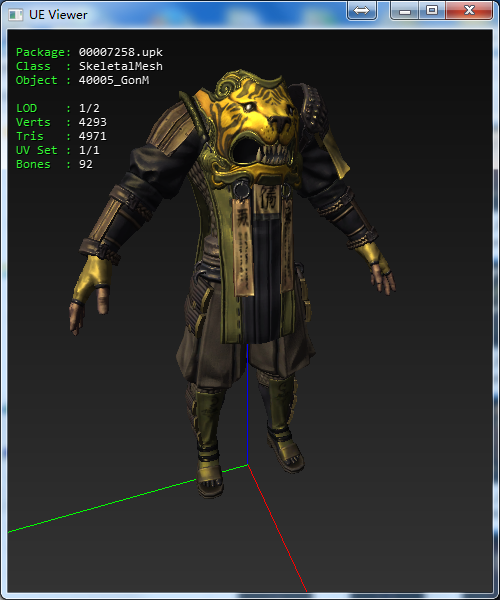 UE Viewer
Package: 00007258.upk
Class : SkeletalMesh
Object : 40005_GonM
LOD : 1/2
Verts : 4293
Tris : 4971
UV Set : 1/1
Bones : 92